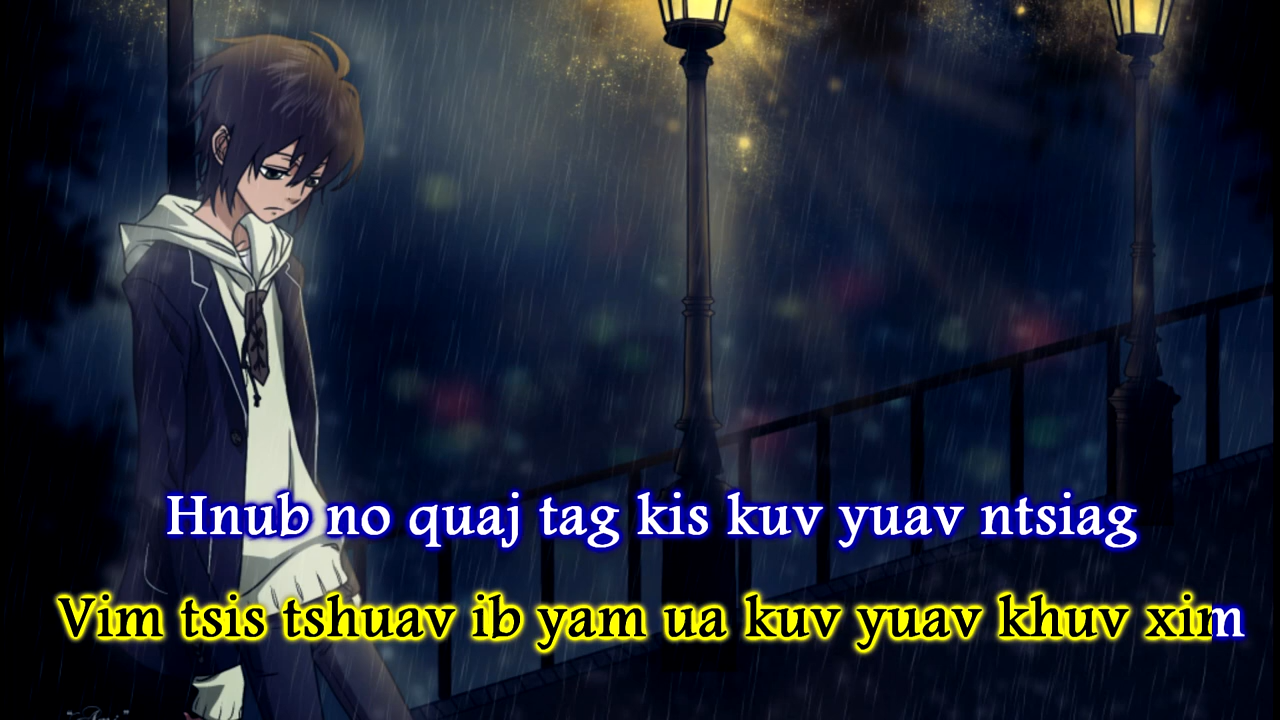 Hnub no quaj tag kis kuv yuav ntsiag
Vim tsis tshuav ib yam ua kuv yuav khuv xim